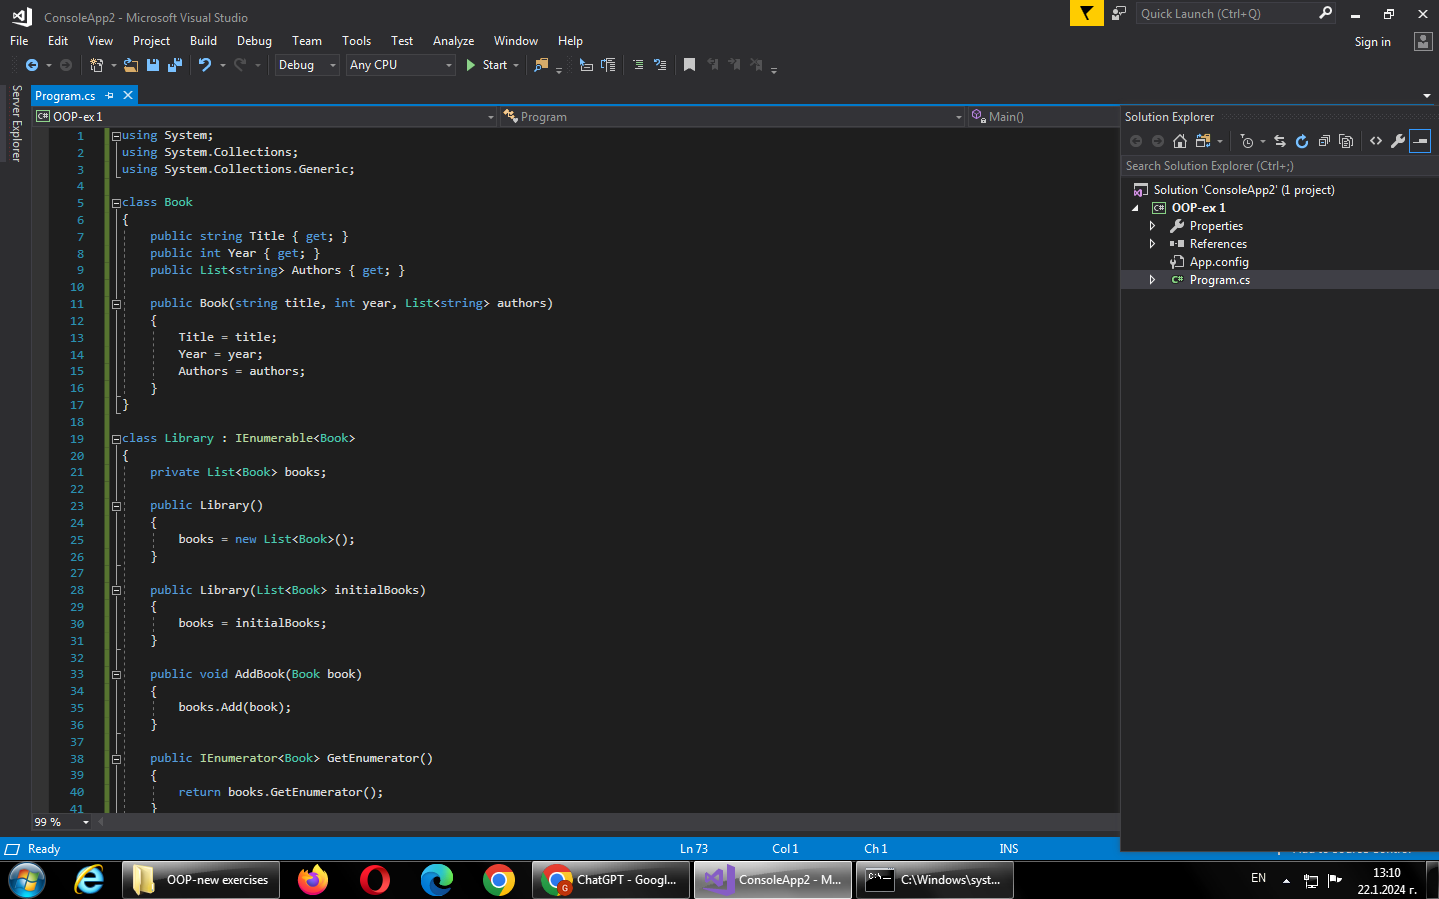 ConsoleApp2 - Microsoft Visual Studio
Quick Launch (Ctrl+Q)
File Edit View Project Build Debug Team Tools Test Analyze Window Help
Sign in
Debug Any CPU Start
Server Explorer
Program.cs
OOP-ex 1 Program Main()
1 using System;
2 using System.Collections;
3 using System.Collections.Generic;
4
5 class Book
6 {
7 public string Title { get; }
8 public int Year { get; }
9 public List<string> Authors { get; }
10
11 public Book(string title, int year, List<string> authors)
12 {
13 Title = title;
14 Year = year;
15 Authors = authors;
16 }
17 }
18
19 class Library : IEnumerable<Book>
20 {
21 private List<Book> books;
22
23 public Library()
24 {
25 books = new List<Book>();
26 }
27
28 public Library(List<Book> initialBooks)
29 {
30 books = initialBooks;
31 }
32
33 public void AddBook(Book book)
34 {
35 books.Add(book);
36 }
37
38 public IEnumerator<Book> GetEnumerator()
39 {
40 return books.GetEnumerator();
41 }
99 %
Solution Explorer
Search Solution Explorer (Ctrl+;)
Solution 'ConsoleApp2' (1 project)
C# OOP-ex 1
Properties
References
App.config
C# Program.cs
Ready Ln 73 Col 1 Ch 1 INS
OOP-new exercises
ChatGPT - Googl...
ConsoleApp2 - M...
C:\Windows\syst...
EN
13:10
22.1.2024 г.